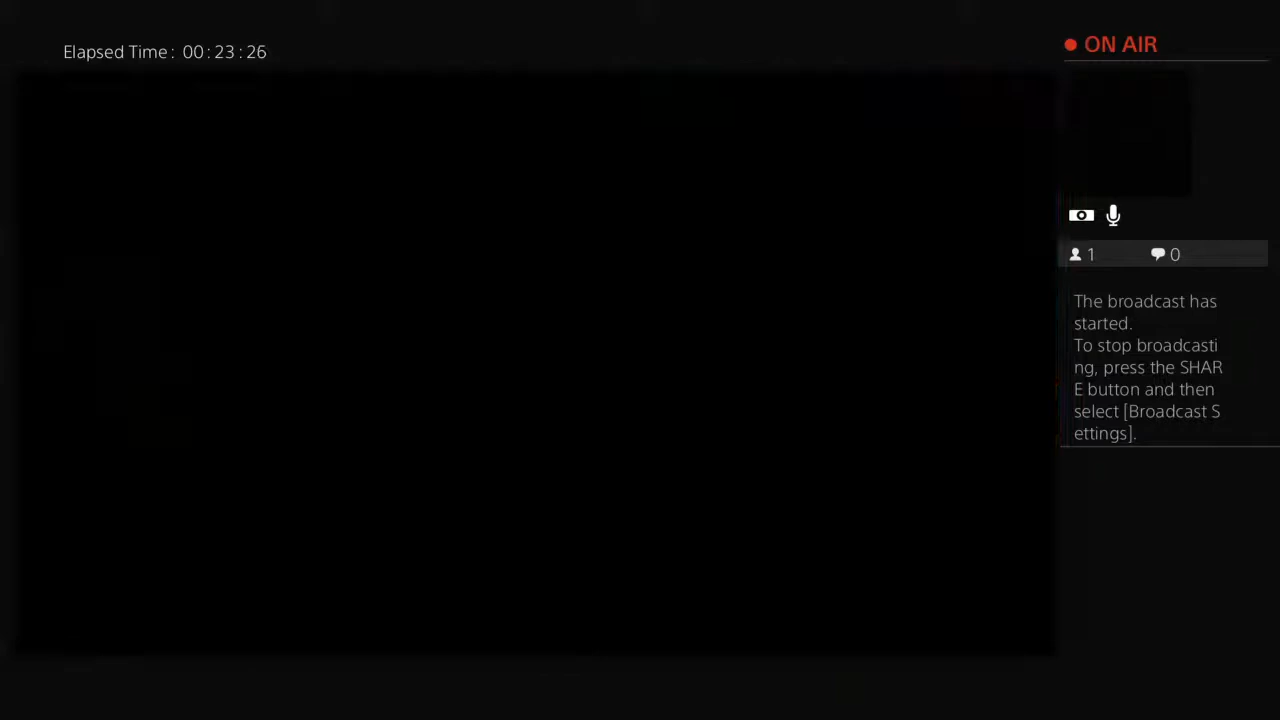 Elapsed Time: 00:23:26
ON AIR
1
0
The broadcast has
started.
To stop broadcasti
ng, press the SHAR
E button and then
select [Broadcast S
ettings].